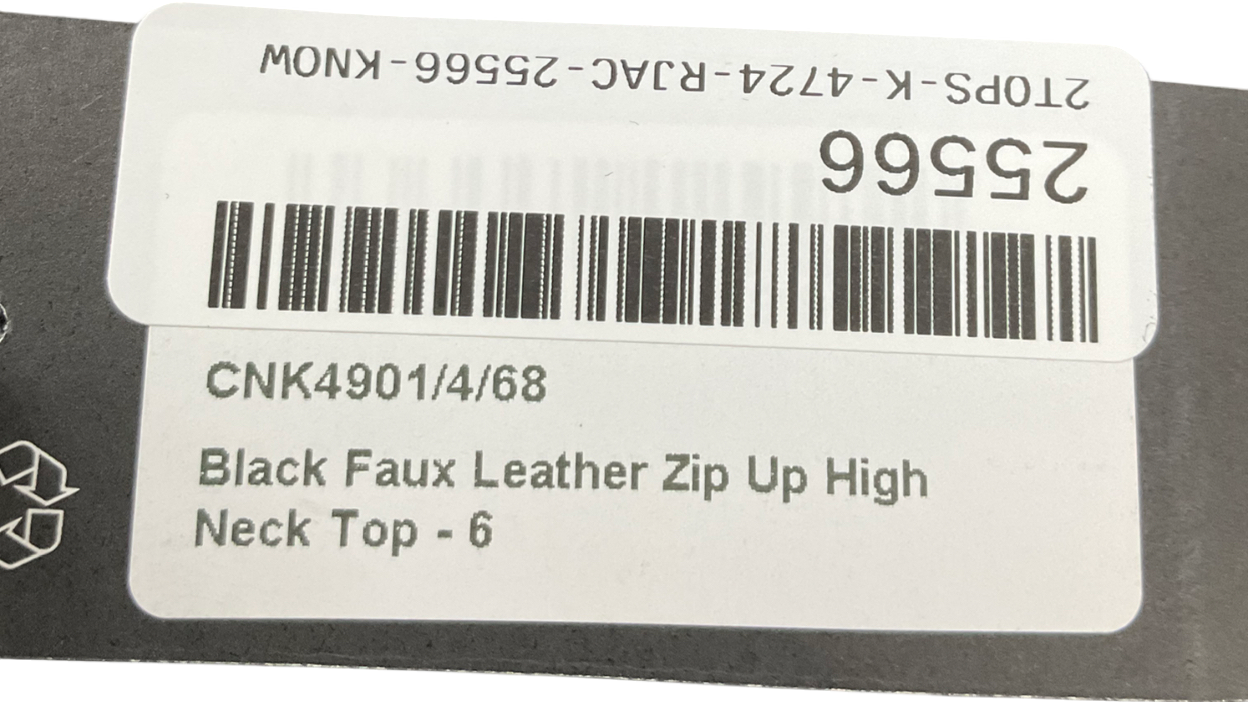 2TOPS-K-4724-RJAC-25566-KNOW
25566
CNK4901/4/68
Black Faux Leather Zip Up High
Neck Top - 6